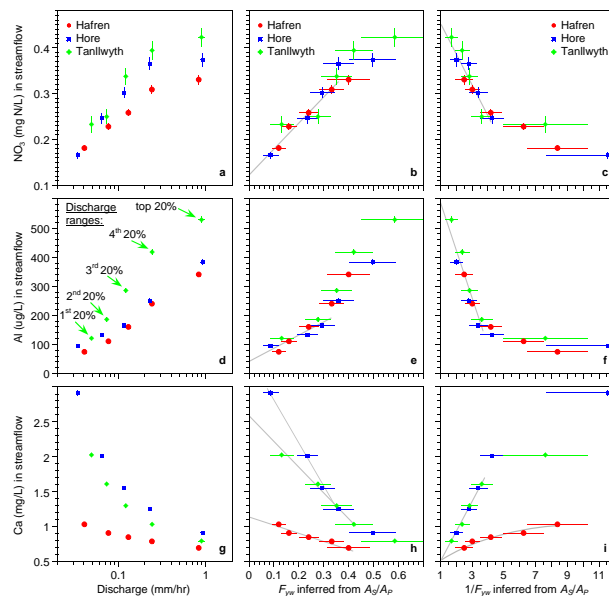 Hafren
Hore
Tanllwyth
Hafren
Hore
Tanllwyth
Hafren
Hore
Tanllwyth
NO3 (mg N/L) in streamflow
0.4
0.3
0.2
0.1
a
b
c
Al (ug/L) in streamflow
500
400
300
200
100
0
Discharge
ranges:
top 20%
4th 20%
3rd 20%
2nd 20%
1st 20%
d
e
f
Ca (mg/L) in streamflow
2.5
2
1.5
1
0.5
g
h
i
0.1 1
0 0.1 0.2 0.3 0.4 0.5 0.6
1 3 5 7 9 11
Discharge (mm/hr)
Fyw inferred from AS/AP
1/Fyw inferred from AS/AP